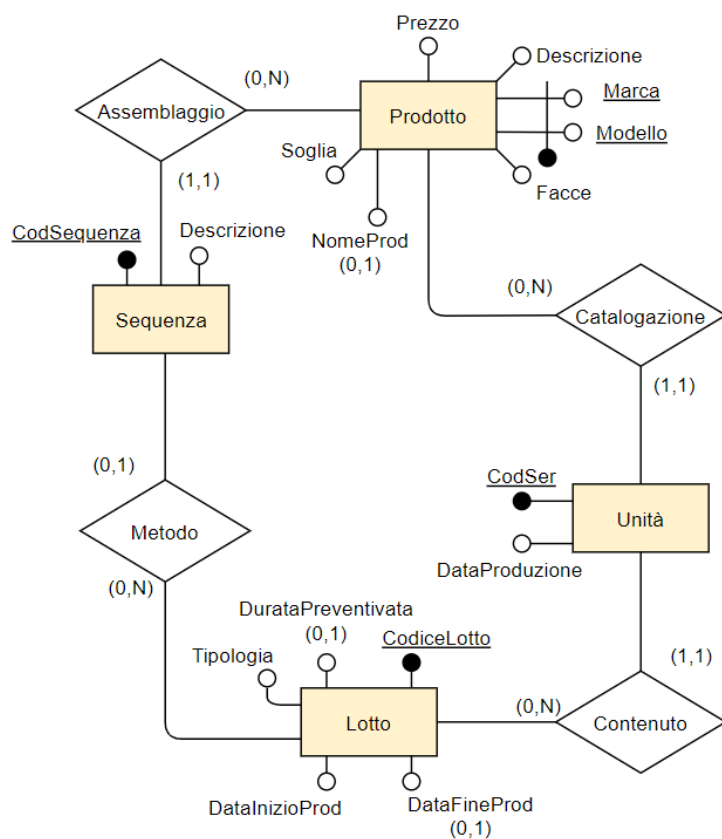 Prezzo
Descrizione
(0,N)
Marca
Assemblaggio
Prodotto
Modello
Soglia
(1,1)
Facce
CodSequenza
Descrizione
NomeProd
(0,1)
(0,N)
Sequenza
Catalogazione
(1,1)
(0,1)
CodSer
Unità
Metodo
DataProduzione
(0,N)
DurataPreventivata
(0,1)
CodiceLotto
Tipologia
(1,1)
(0,N)
Lotto
Contenuto
DataInizioProd
DataFineProd
(0,1)